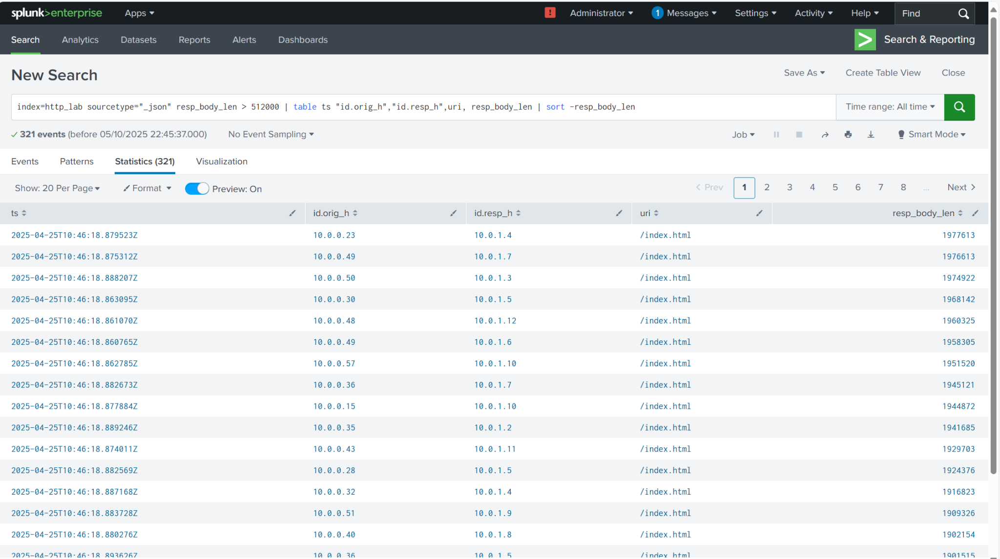 splunk>enterprise Apps ! Administrator 1 Messages Settings Activity Help Find
Search Analytics Datasets Reports Alerts Dashboards > Search & Reporting
New Search Save As Create Table View Close
index=http_lab sourcetype="_json" resp_body_len > 512000 | table ts "id.orig_h","id.resp_h",uri, resp_body_len | sort -resp_body_len Time range: All time
✓ 321 events (before 05/10/2025 22:45:37.000) No Event Sampling Job Smart Mode
Events Patterns Statistics (321) Visualization
Show: 20 Per Page Format Preview: On < Prev 1 2 3 4 5 6 7 8 ... Next >
ts id.orig_h id.resp_h uri resp_body_len
2025-04-25T10:46:18.879523Z 10.0.0.23 10.0.1.4 /index.html 1977613
2025-04-25T10:46:18.875312Z 10.0.0.49 10.0.1.7 /index.html 1976613
2025-04-25T10:46:18.888207Z 10.0.0.50 10.0.1.3 /index.html 1974922
2025-04-25T10:46:18.863095Z 10.0.0.30 10.0.1.5 /index.html 1968142
2025-04-25T10:46:18.861070Z 10.0.0.48 10.0.1.12 /index.html 1960325
2025-04-25T10:46:18.860765Z 10.0.0.49 10.0.1.6 /index.html 1958305
2025-04-25T10:46:18.862785Z 10.0.0.57 10.0.1.10 /index.html 1951520
2025-04-25T10:46:18.882673Z 10.0.0.36 10.0.1.7 /index.html 1945121
2025-04-25T10:46:18.877884Z 10.0.0.15 10.0.1.10 /index.html 1944872
2025-04-25T10:46:18.889246Z 10.0.0.35 10.0.1.2 /index.html 1941685
2025-04-25T10:46:18.874011Z 10.0.0.43 10.0.1.11 /index.html 1929703
2025-04-25T10:46:18.882569Z 10.0.0.28 10.0.1.5 /index.html 1924376
2025-04-25T10:46:18.887168Z 10.0.0.32 10.0.1.4 /index.html 1916823
2025-04-25T10:46:18.883728Z 10.0.0.51 10.0.1.9 /index.html 1909326
2025-04-25T10:46:18.880276Z 10.0.0.40 10.0.1.8 /index.html 1902154
2025-04-25T10:46:18.893626Z 10.0.0.36 10.0.1.5 /index.html 1901515